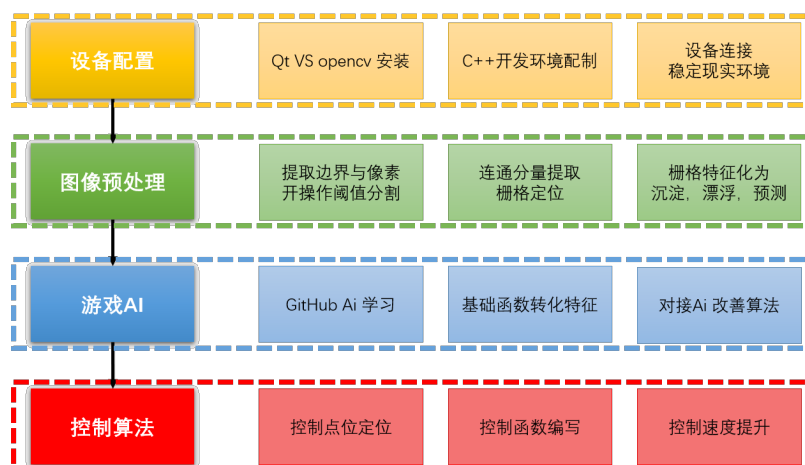 设备配置
Qt VS opencv 安装
C++开发环境配制
设备连接
稳定现实环境
图像预处理
提取边界与像素
开操作阈值分割
连通分量提取
栅格定位
栅格特征化为
沉淀，漂浮，预测
游戏AI
GitHub Ai 学习
基础函数转化特征
对接Ai 改善算法
控制算法
控制点位定位
控制函数编写
控制速度提升